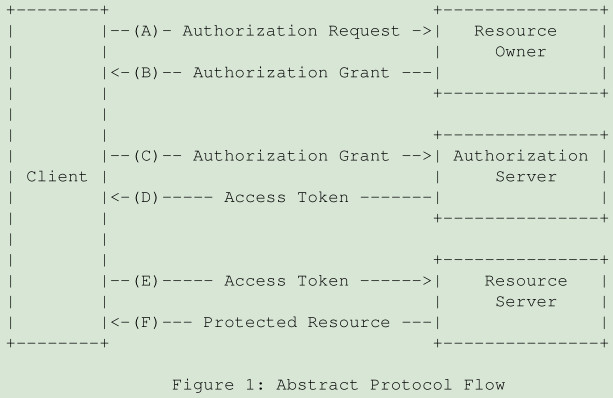 +--------+                               +---------------+
|        |--(A)- Authorization Request ->|   Resource    |
|        |                               |     Owner     |
|        |<-(B)-- Authorization Grant ---|               |
|        |                               +---------------+
|        |
|        |                               +---------------+
|        |--(C)-- Authorization Grant -->| Authorization |
| Client |                               |     Server    |
|        |<-(D)----- Access Token -------|               |
|        |                               +---------------+
|        |
|        |                               +---------------+
|        |--(E)----- Access Token ------>|    Resource   |
|        |                               |     Server    |
|        |<-(F)--- Protected Resource ---|               |
+--------+                               +---------------+

Figure 1: Abstract Protocol Flow